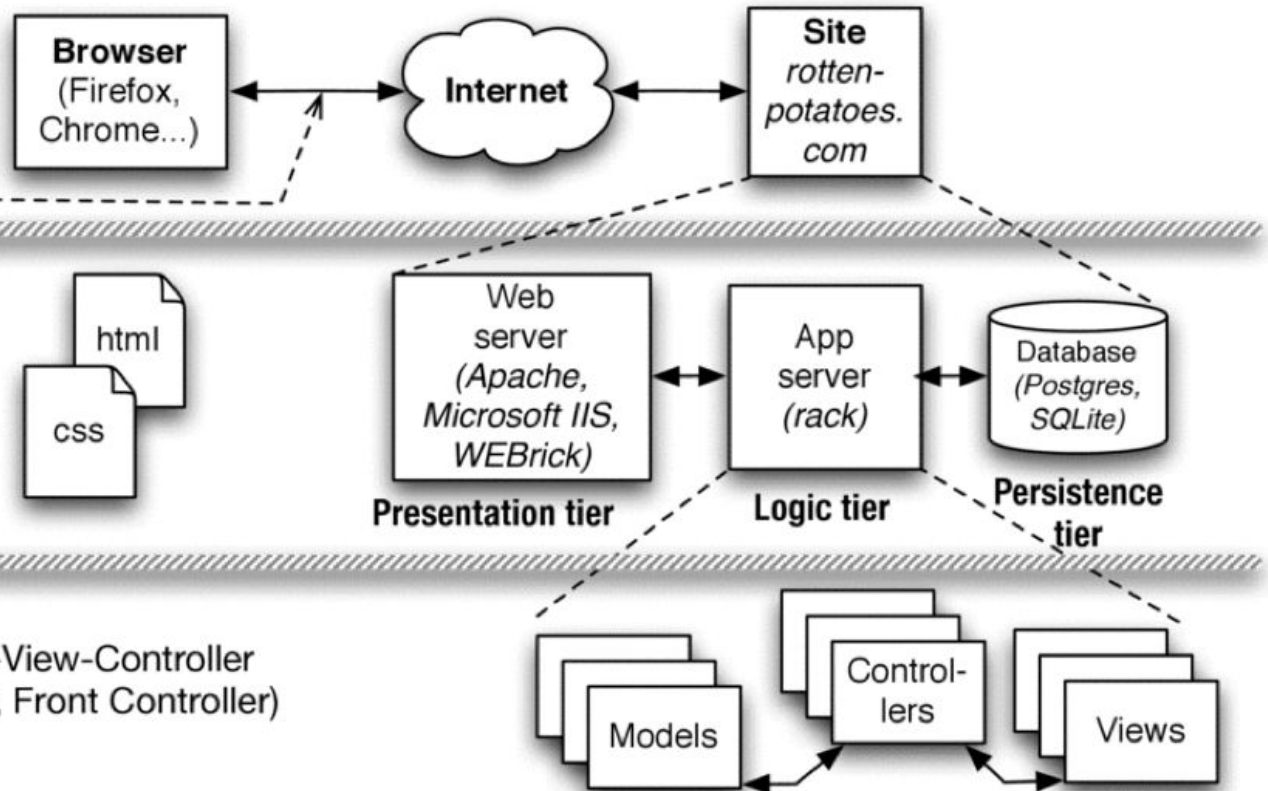 Browser
(Firefox,
Chrome...)
Internet
Site
rotten-
potatoes.
com
html
css
Web
server
(Apache,
Microsoft IIS,
WEBrick)
Presentation tier
App
server
(rack)
Logic tier
Database
(Postgres,
SQLite)
Persistence
tier
-View-Controller
Front Controller)
Models
Control-
lers
Views